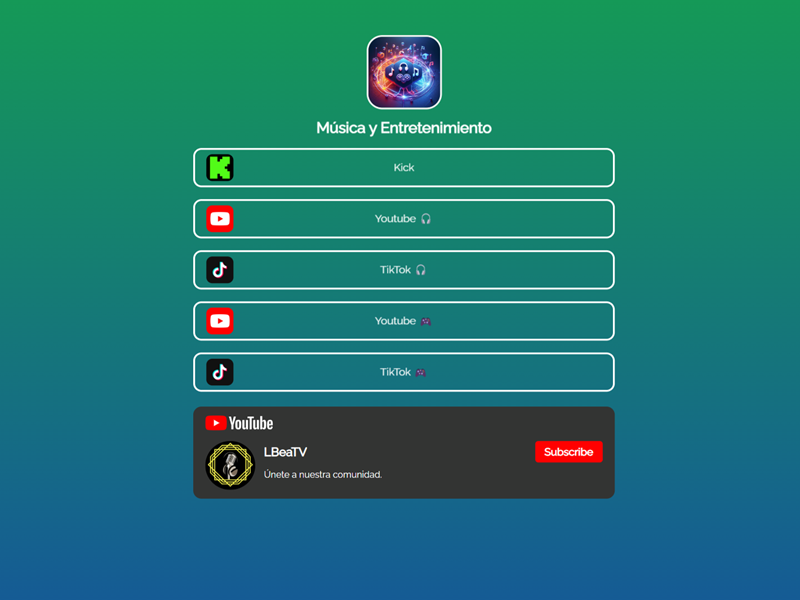 Música y Entretenimiento
Kick
Youtube 🎧
TikTok 🎧
Youtube 🎮
TikTok 🎮
YouTube
LBeaTV
Subscribe
Únete a nuestra comunidad.